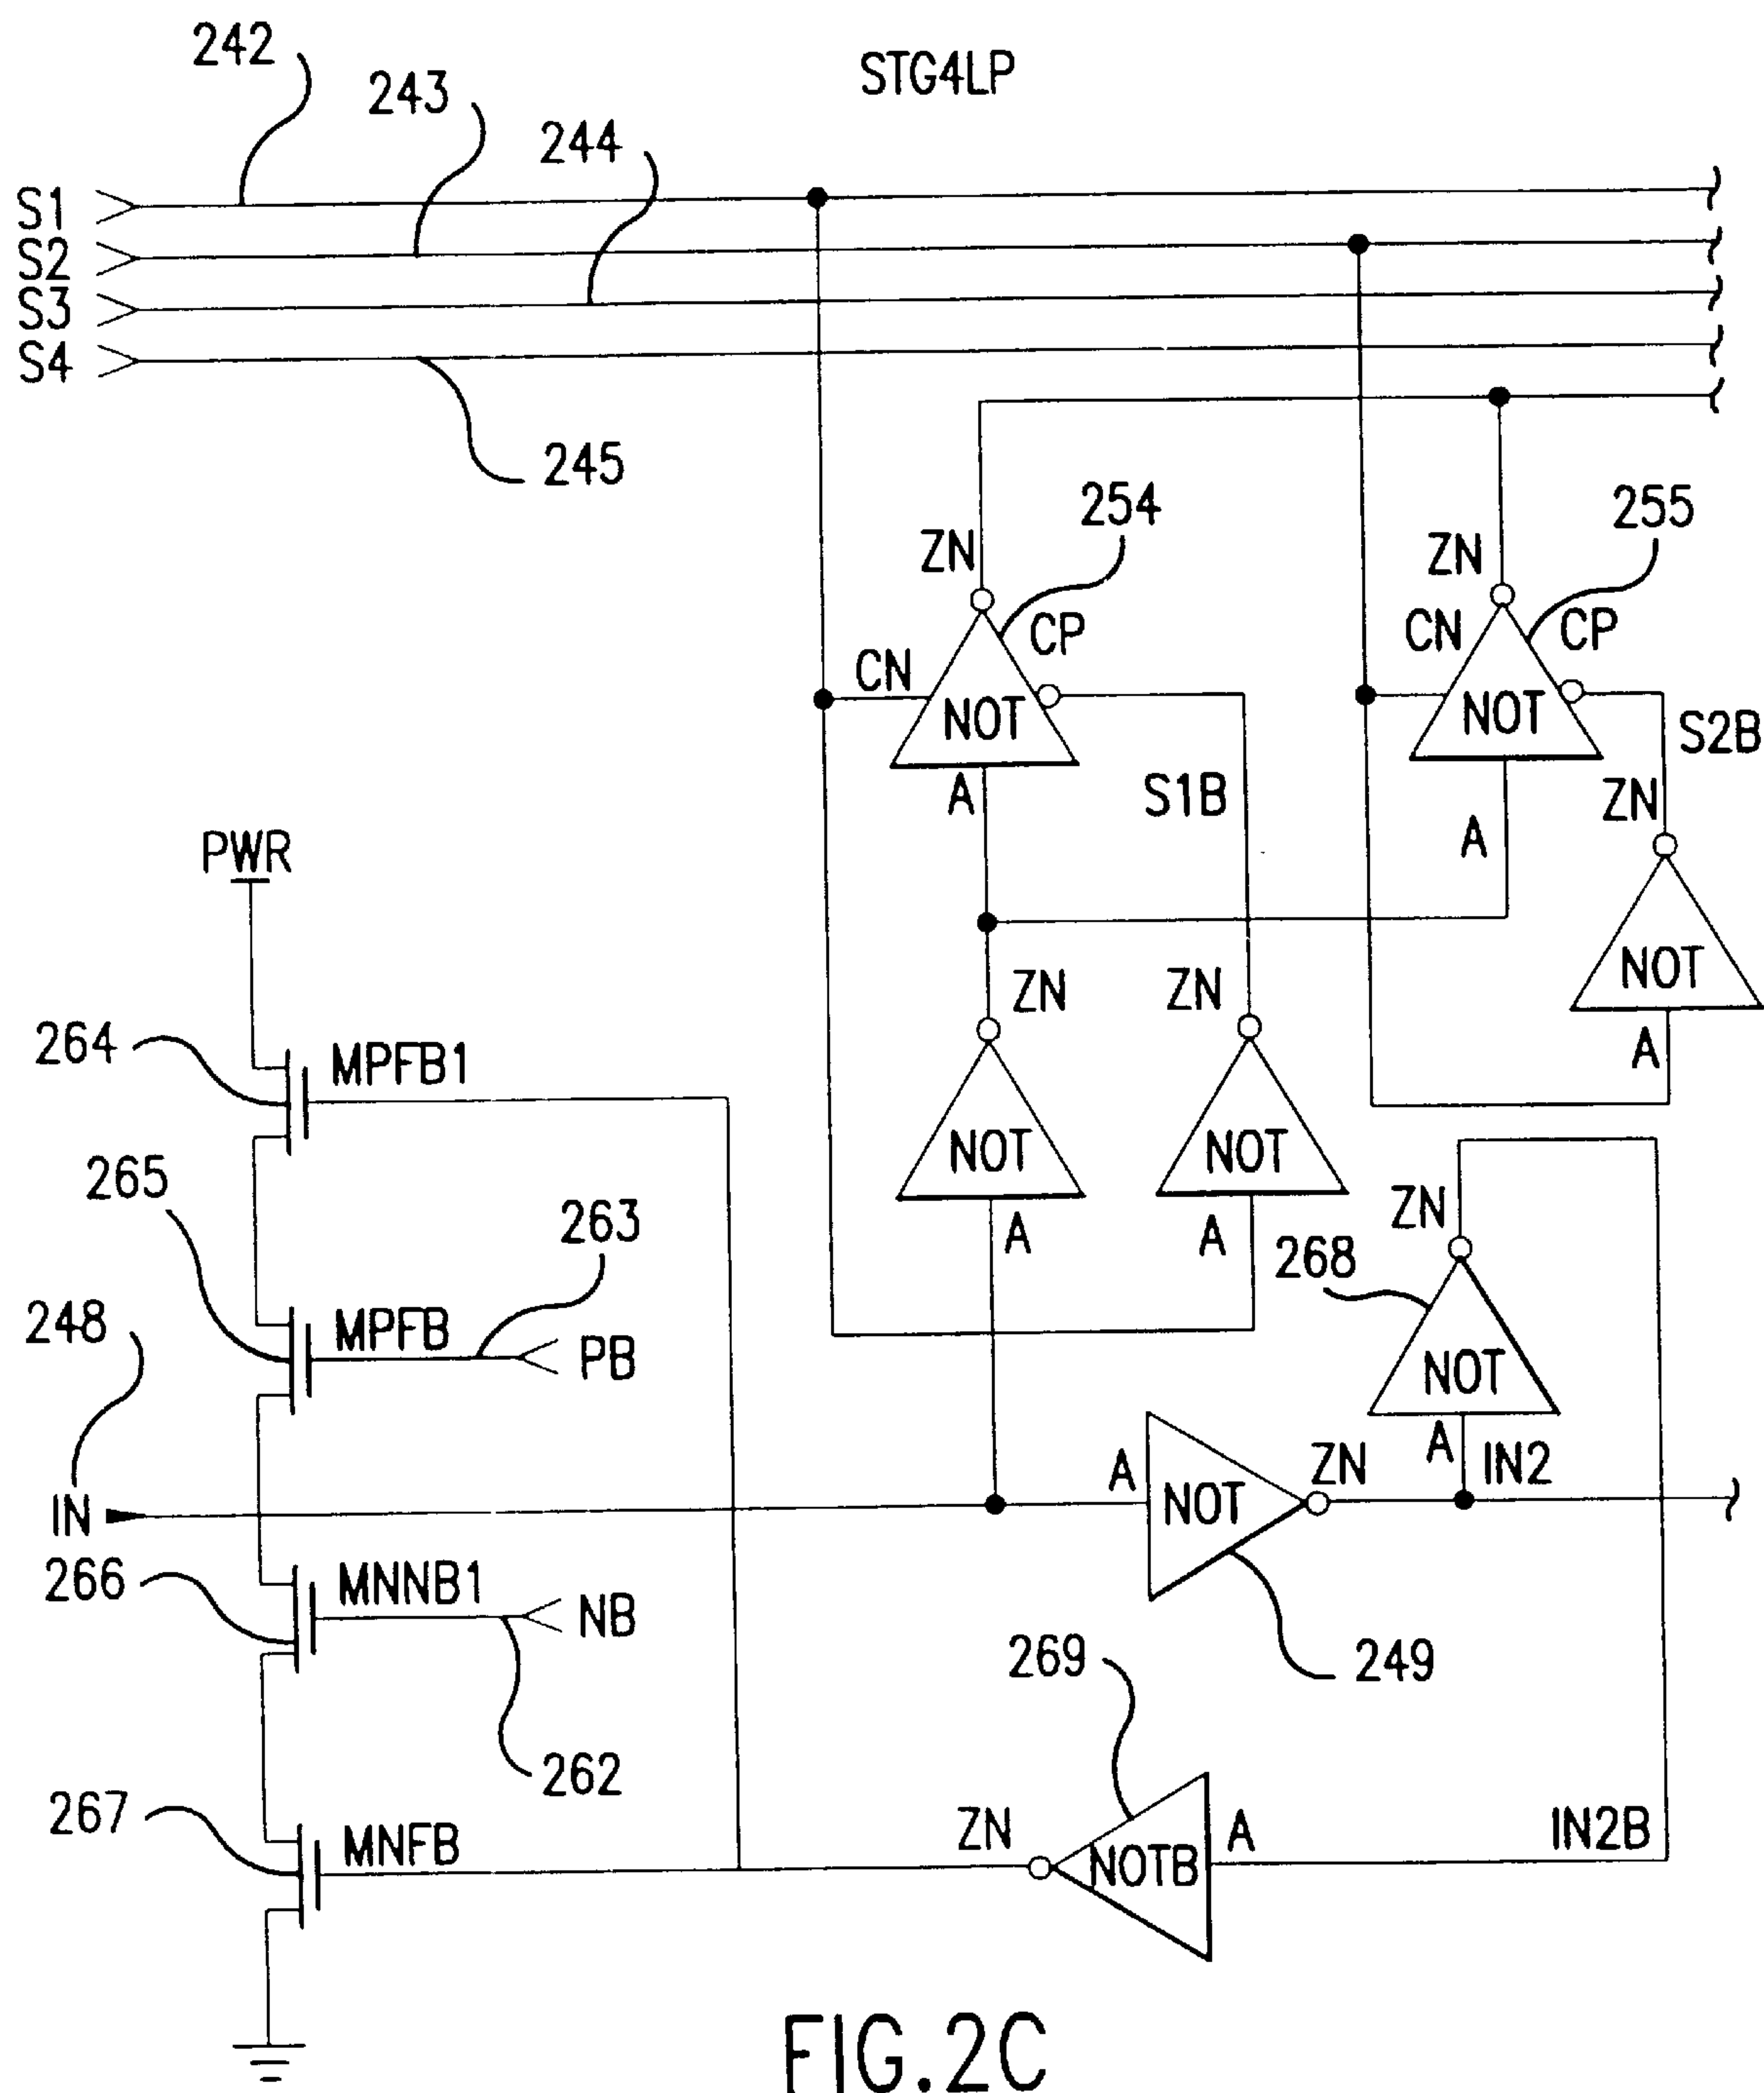 242
STG4LP
243
244
S1
S2
S3
S4
245
254
255
ZN
ZN
CP
CN
CP
CN
NOT
NOT
S2B
A
S1B
ZN
A
PWR
ZN
ZN
NOT
264
MPFB1
A
NOT
NOT
265
263
ZN
A
A
268
248
MPFB
PB
NOT
A
ZN
A
IN2
IN
NOT
266
MNNB1
NB
269
249
262
267
MNFB
ZN
NOTB
A
IN2B
FIG.2C